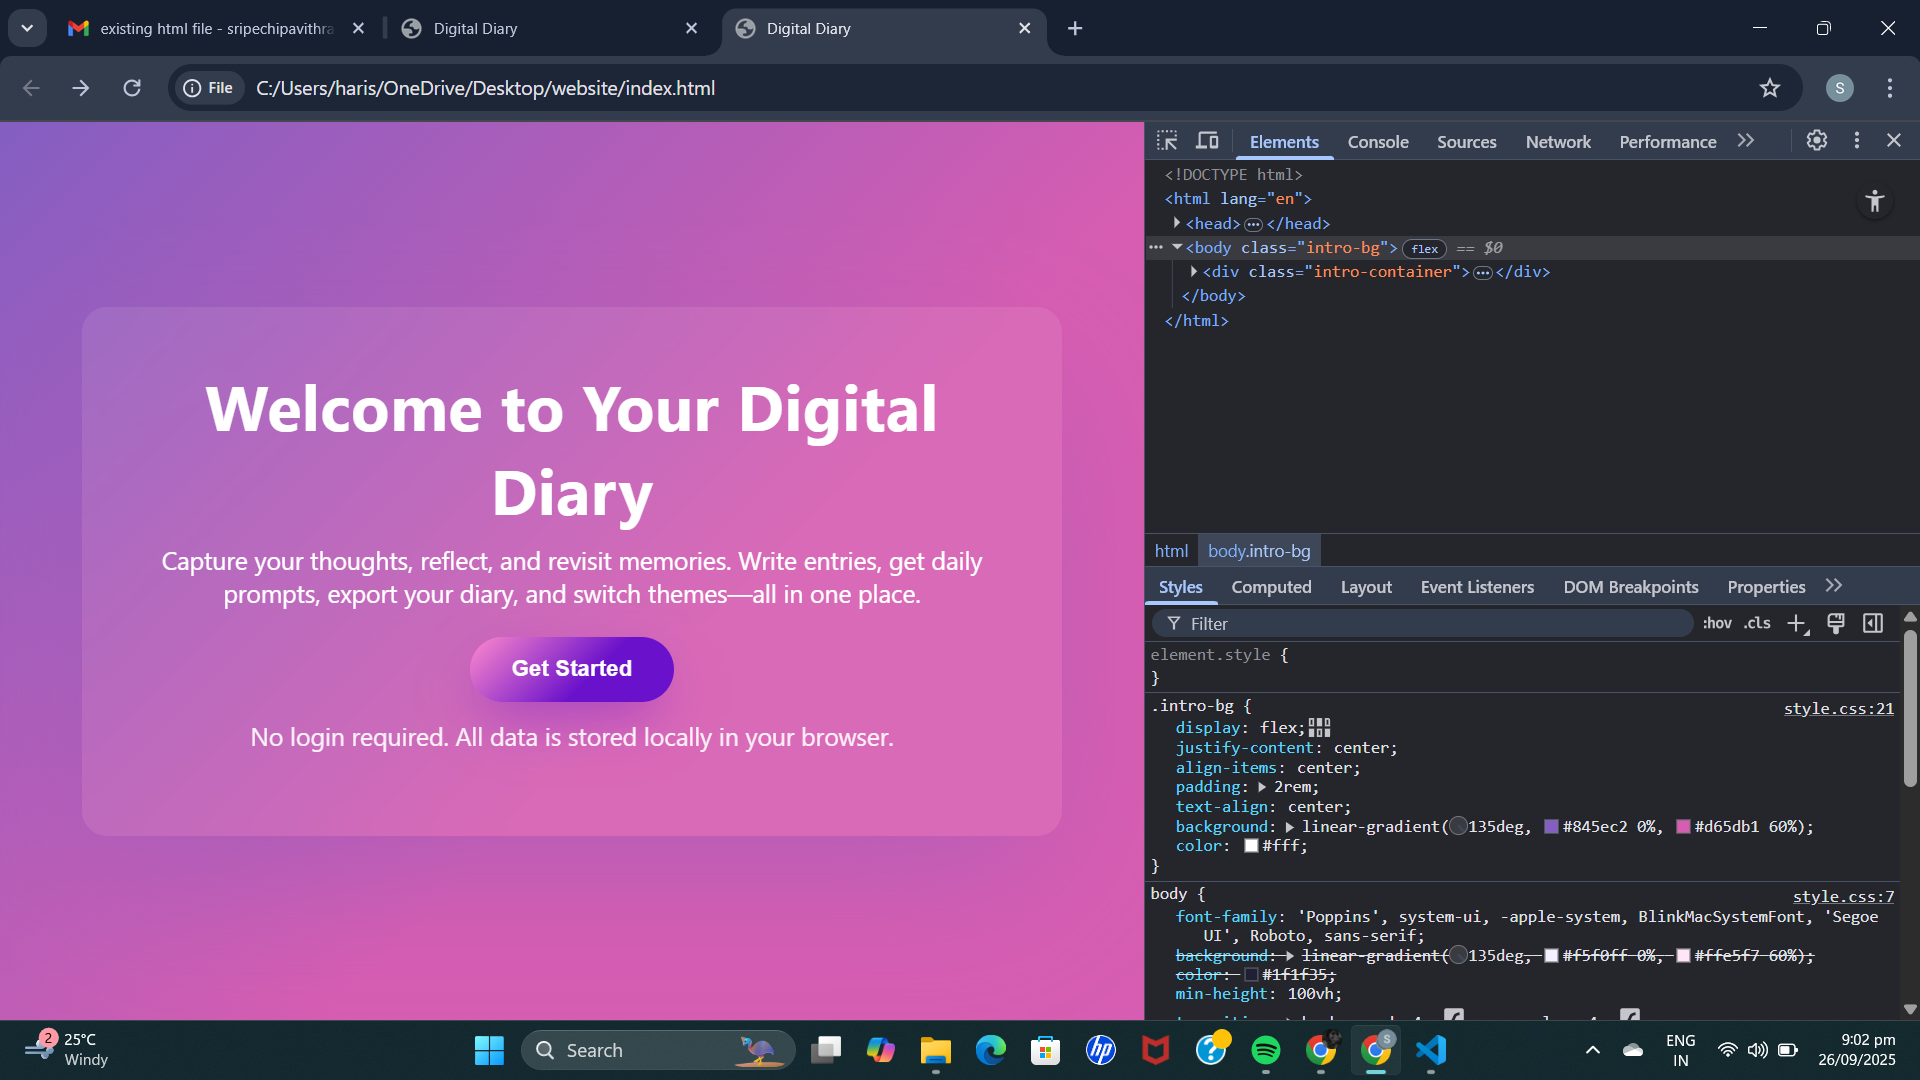 existing html file - sripechipavithra
Digital Diary
Digital Diary
File
C:/Users/haris/OneDrive/Desktop/website/index.html
S
Welcome to Your Digital
Diary
Capture your thoughts, reflect, and revisit memories. Write entries, get daily
prompts, export your diary, and switch themes—all in one place.
Get Started
No login required. All data is stored locally in your browser.
Elements
Console
Sources
Network
Performance
<!DOCTYPE html>
<html lang="en">
<head>…</head>
<body class="intro-bg"> flex == $0
<div class="intro-container">…</div>
</body>
</html>
html
body.intro-bg
Styles
Computed
Layout
Event Listeners
DOM Breakpoints
Properties
Filter
:hov
.cls
element.style {
}
.intro-bg {
style.css:21
display: flex;
justify-content: center;
align-items: center;
padding: 2rem;
text-align: center;
background: linear-gradient(135deg, #845ec2 0%, #d65db1 60%);
color: #fff;
}
body {
style.css:7
font-family: 'Poppins', system-ui, -apple-system, BlinkMacSystemFont, 'Segoe
UI', Roboto, sans-serif;
background: linear-gradient(135deg, #f5f0ff 0%, #ffe5f7 60%);
color: #1f1f35;
min-height: 100vh;
2
25°C
Windy
Search
hp
S
ENG
IN
9:02 pm
26/09/2025